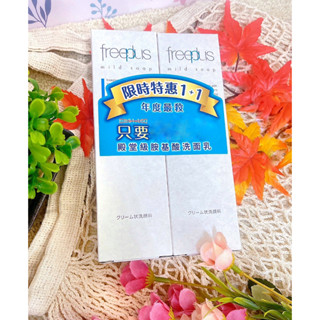 freeplus freeplus
mild soap mild soap
限時特惠1+1
年度最殺
只要
殿堂級胺基酸洗面乳
クリーム状洗顔料 クリーム状洗顔料